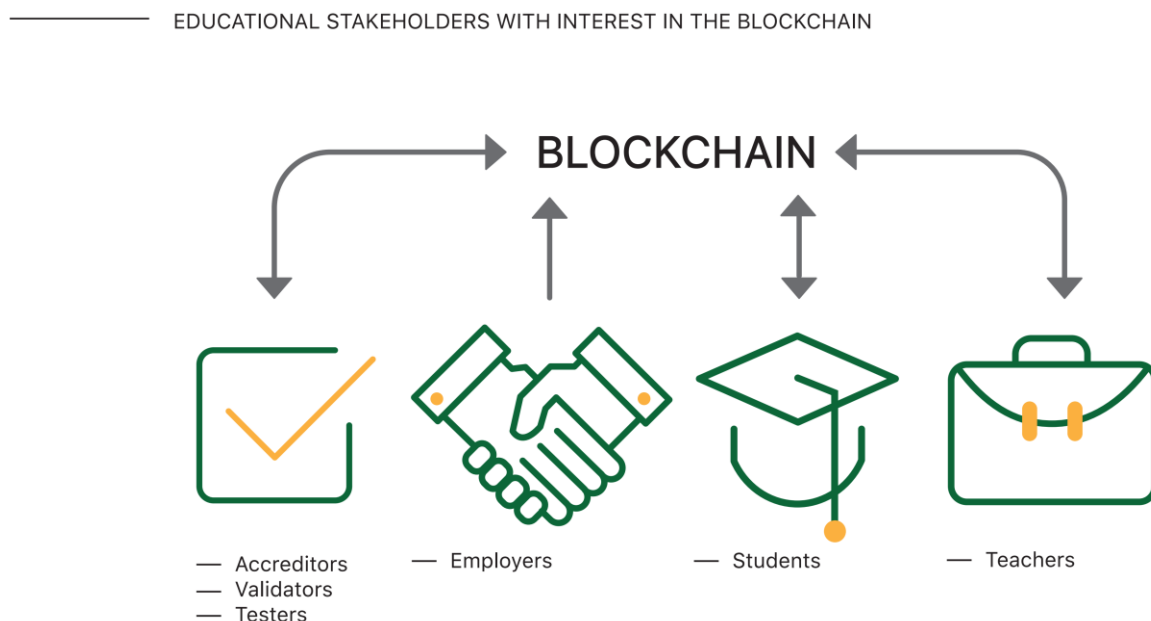 EDUCATIONAL STAKEHOLDERS WITH INTEREST IN THE BLOCKCHAIN
BLOCKCHAIN
— Accreditors
— Validators
— Testers
— Employers
— Students
— Teachers